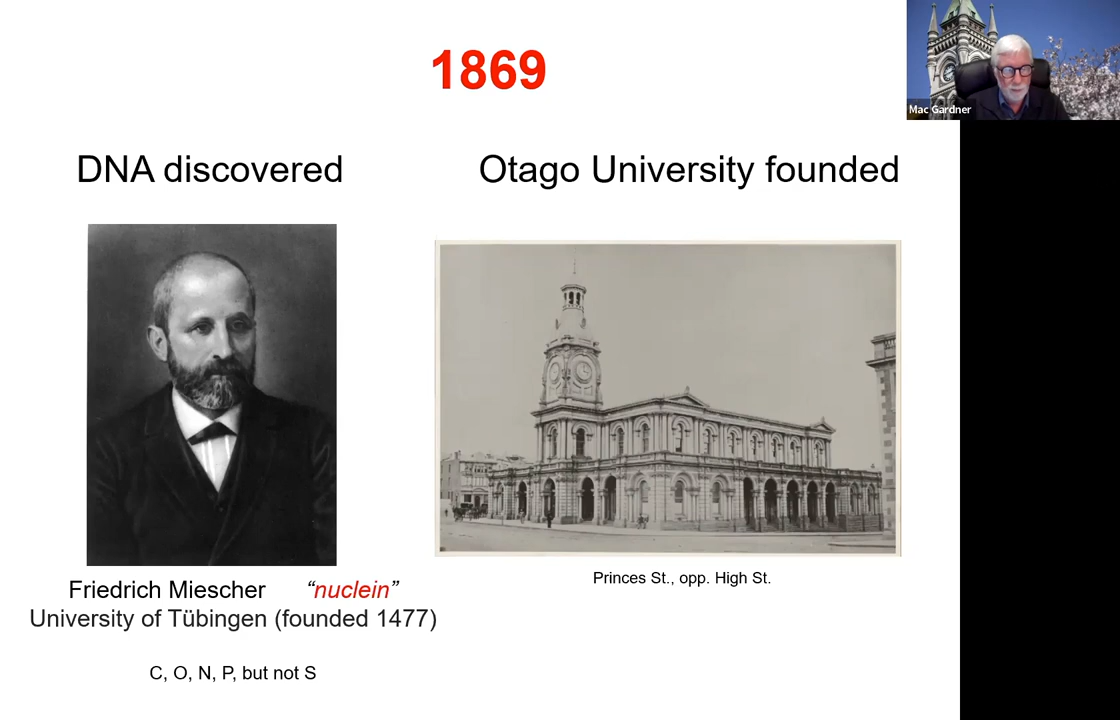 1869
Mac Gardner
DNA discovered
Otago University founded
Friedrich Miescher “nuclein”
University of Tübingen (founded 1477)
Princes St., opp. High St.
C, O, N, P, but not S